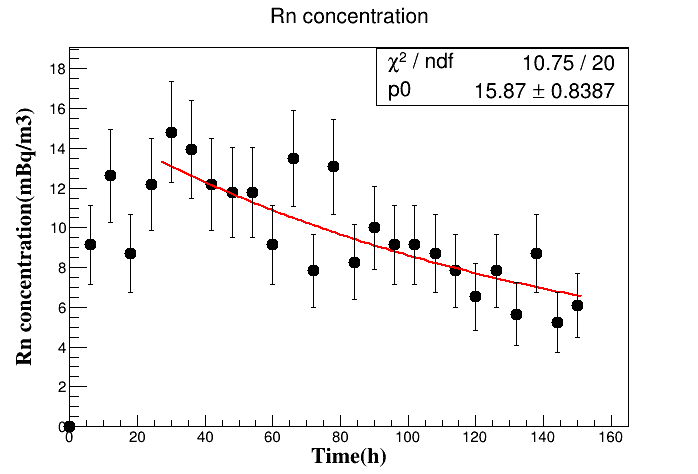 Rn concentration
χ² / ndf 10.75 / 20
p0 15.87 ± 0.8387
Rn concentration(mBq/m3)
18
16
14
12
10
8
6
4
2
0
0 20 40 60 80 100 120 140 160
Time(h)